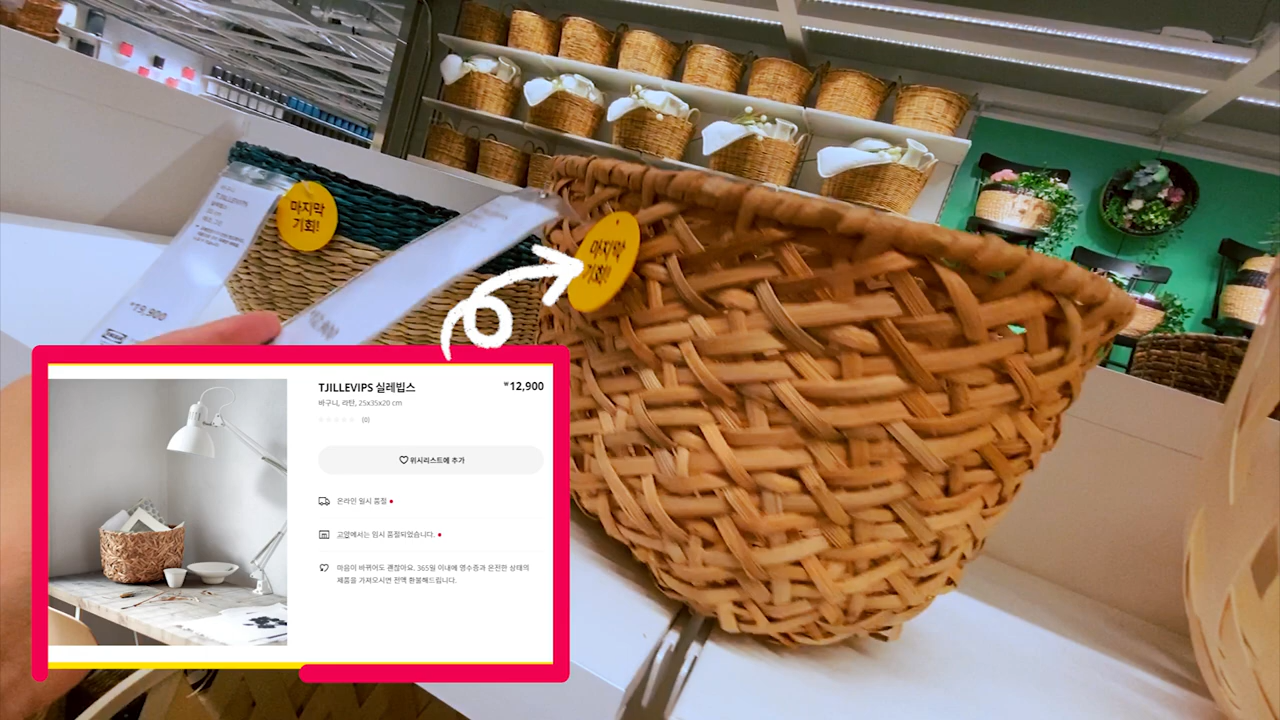 바구니
TJILLEVIPS
마지막
기회!
₩19,900
마지막
기회!
TJILLEVIPS 실레빕스
₩12,900
바구니, 라탄, 25x35x20 cm
(0)
위시리스트에 추가
온라인 일시 품절
고양에서는 일시 품절되었습니다.
마음이 바뀌어도 괜찮아요. 365일 이내에 영수증과 온전한 상태의
제품을 가져오시면 전액 환불해드립니다.